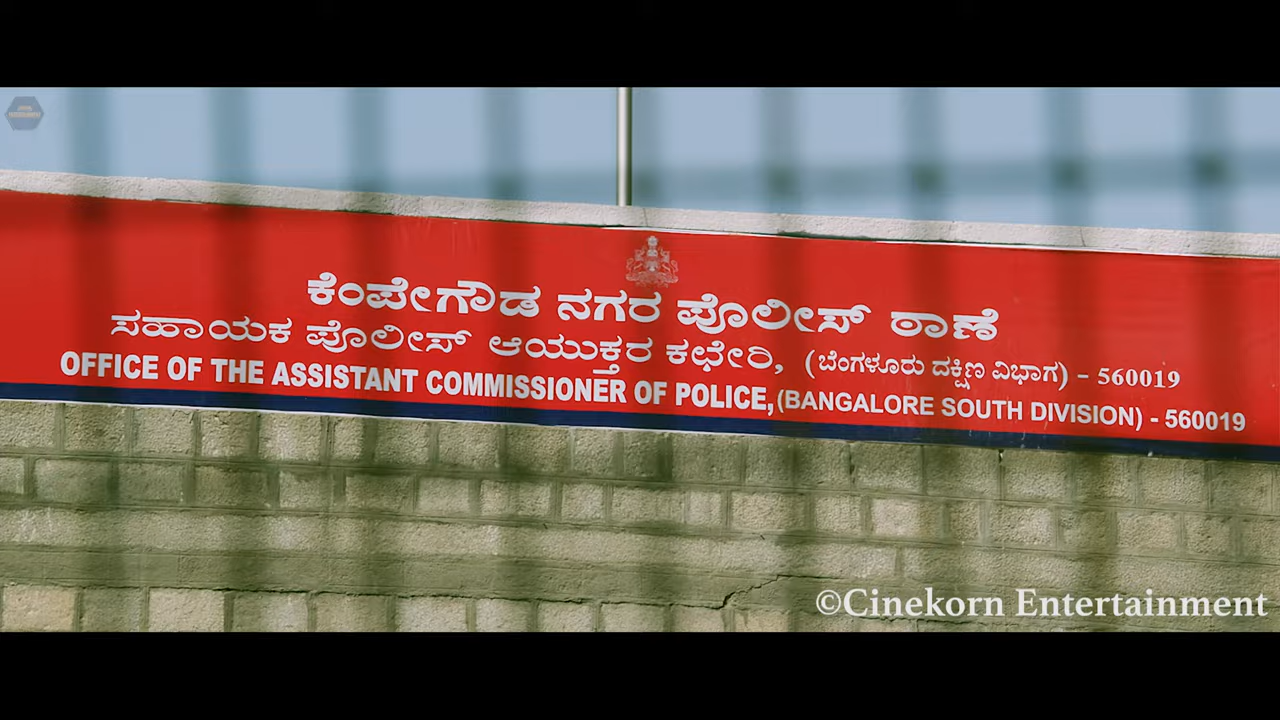 ಕೆಂಪೇಗೌಡ ನಗರ ಪೊಲೀಸ್ ಠಾಣೆ
ಸಹಾಯಕ ಪೊಲೀಸ್ ಆಯುಕ್ತರ ಕಛೇರಿ, (ಬೆಂಗಳೂರು ದಕ್ಷಿಣ ವಿಭಾಗ) - 560019
OFFICE OF THE ASSISTANT COMMISSIONER OF POLICE,(BANGALORE SOUTH DIVISION) - 560019
©Cinekorn Entertainment